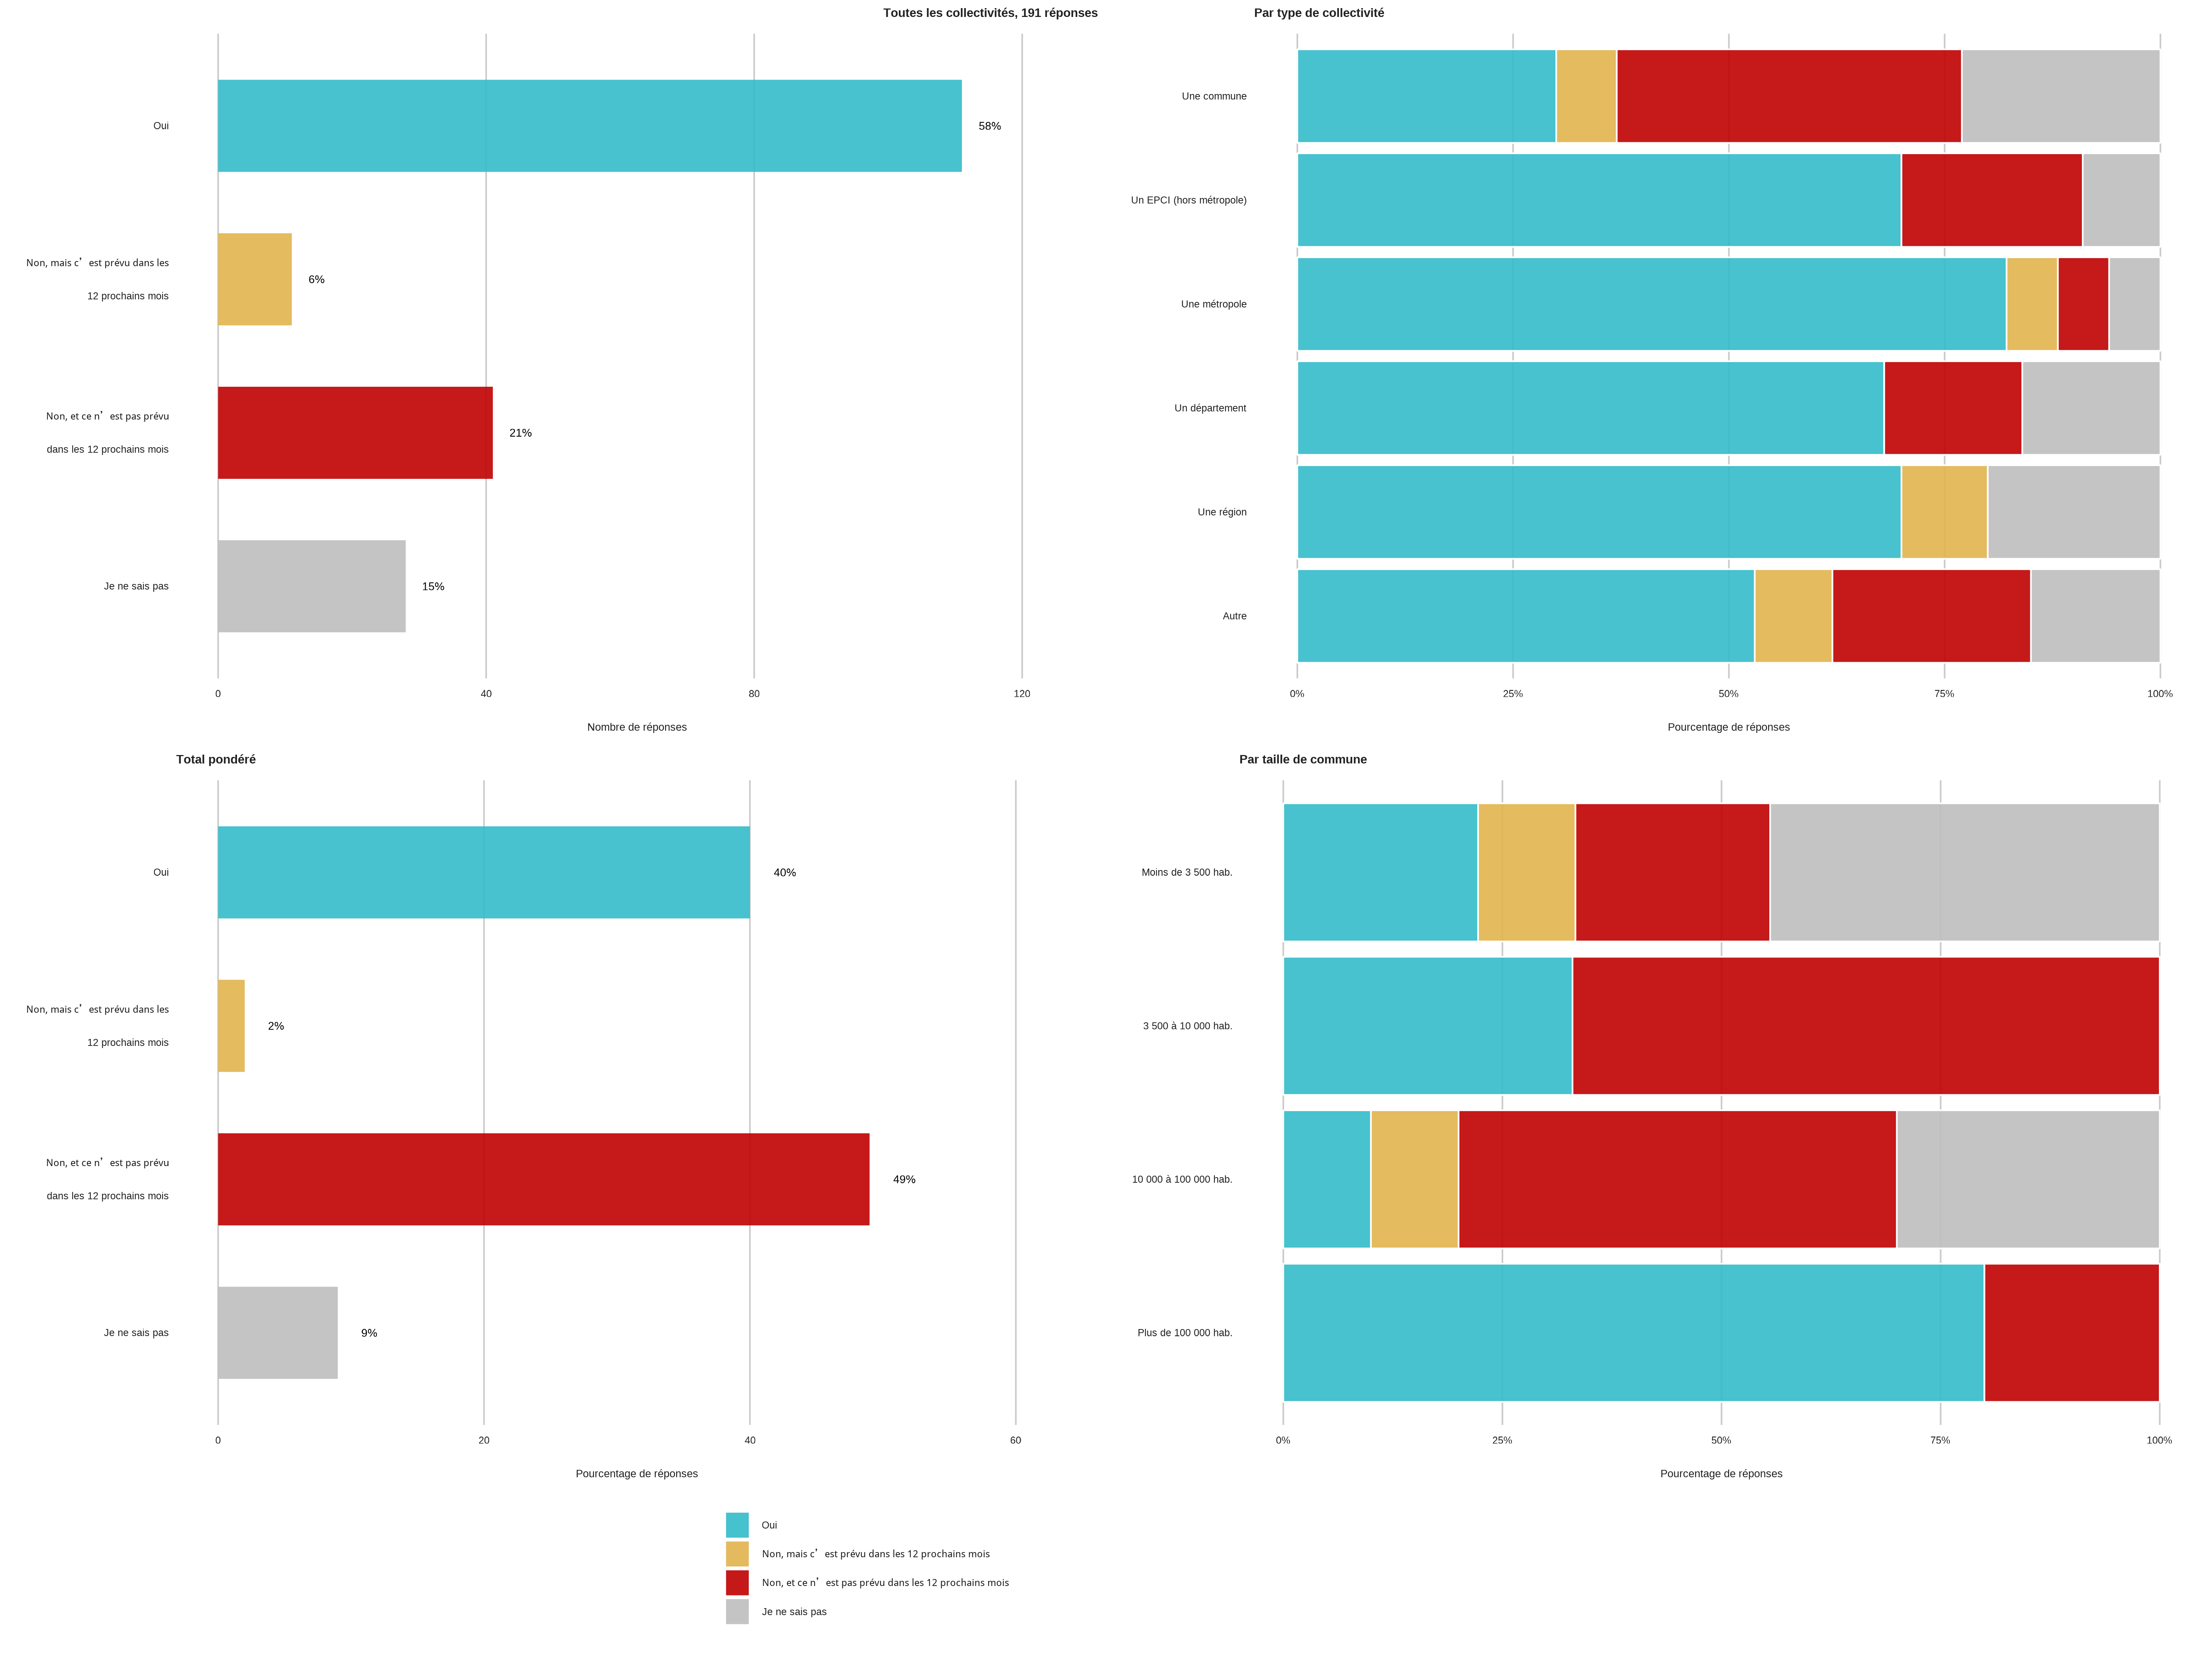 Toutes les collectivités, 191 réponses
Oui
58%
Non, mais c’est prévu dans les
12 prochains mois
6%
Non, et ce n’est pas prévu
dans les 12 prochains mois
21%
Je ne sais pas
15%
0 40 80 120
Nombre de réponses
Par type de collectivité
Une commune
Un EPCI (hors métropole)
Une métropole
Un département
Une région
Autre
0% 25% 50% 75% 100%
Pourcentage de réponses
Total pondéré
Oui
40%
Non, mais c’est prévu dans les
12 prochains mois
2%
Non, et ce n’est pas prévu
dans les 12 prochains mois
49%
Je ne sais pas
9%
0 20 40 60
Pourcentage de réponses
Par taille de commune
Moins de 3 500 hab.
3 500 à 10 000 hab.
10 000 à 100 000 hab.
Plus de 100 000 hab.
0% 25% 50% 75% 100%
Pourcentage de réponses
Oui
Non, mais c’est prévu dans les 12 prochains mois
Non, et ce n’est pas prévu dans les 12 prochains mois
Je ne sais pas